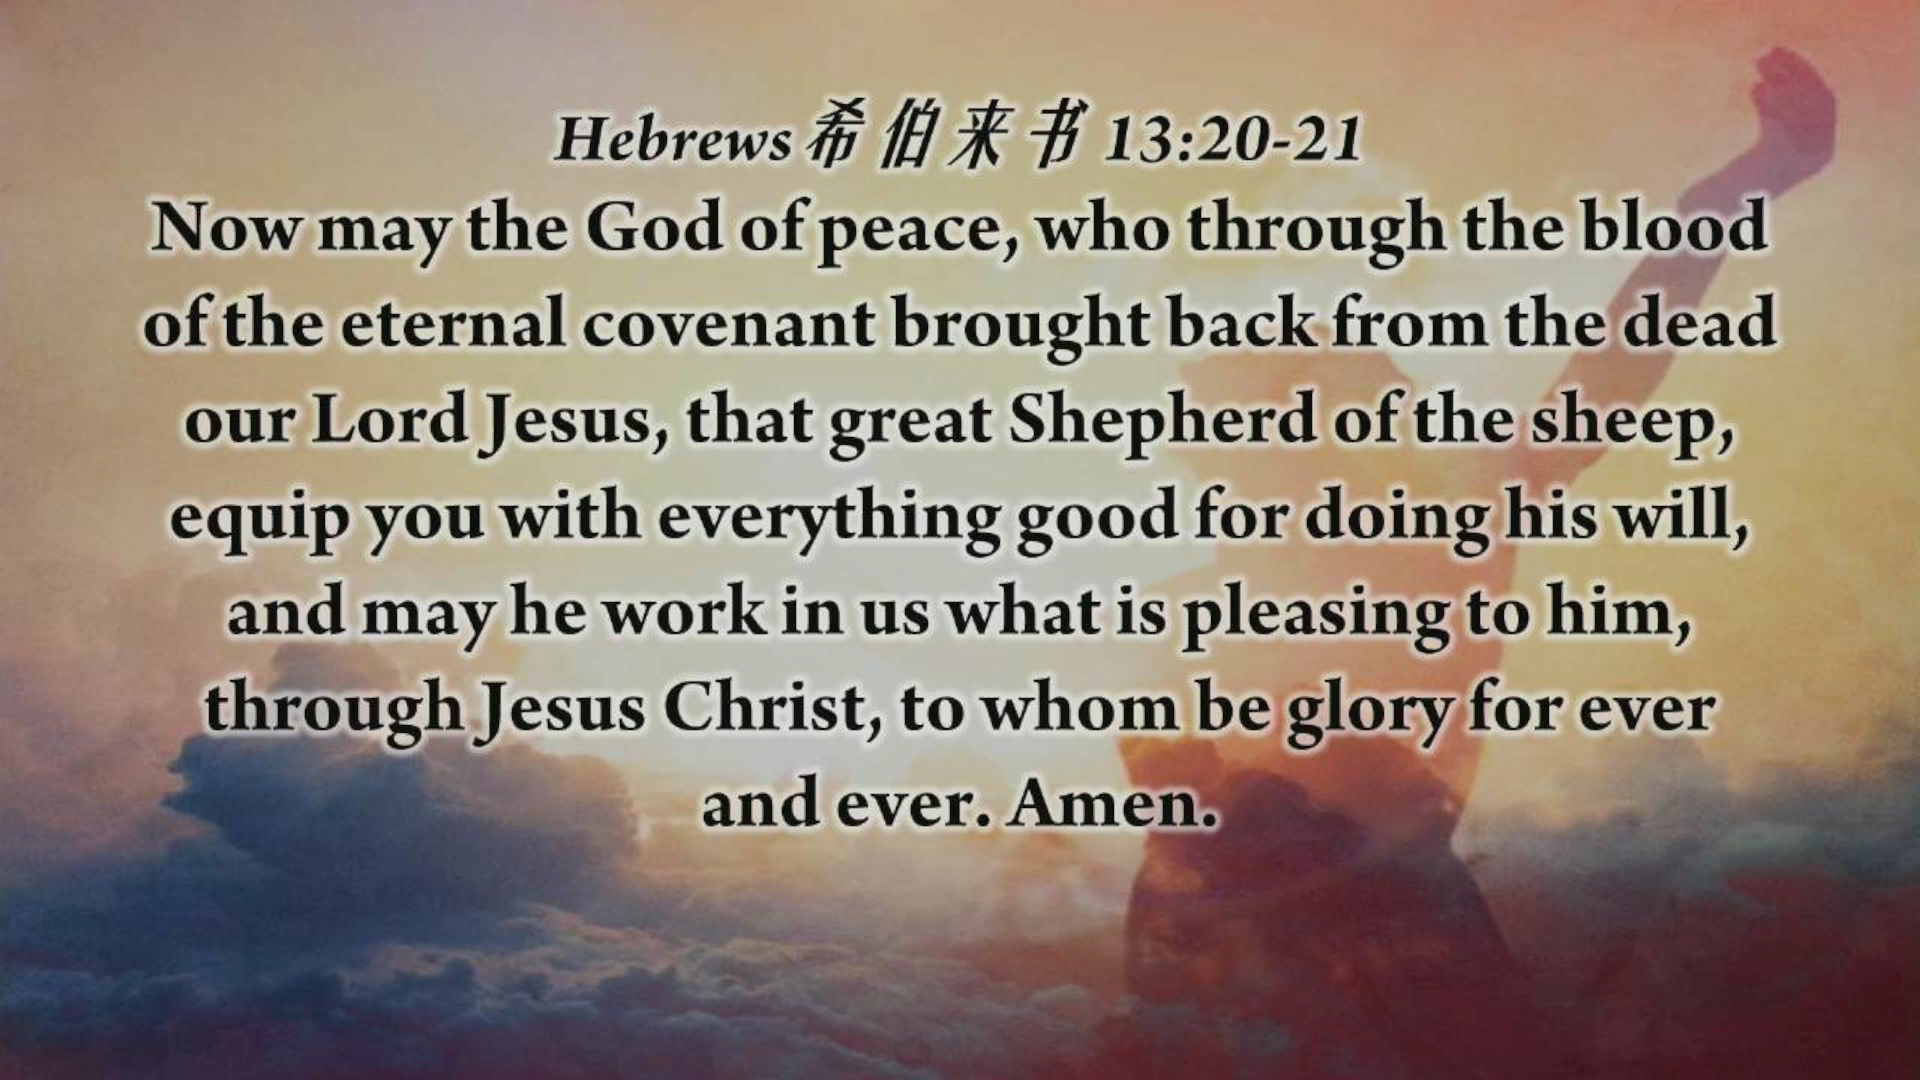 Hebrews 希伯来书 13:20-21
Now may the God of peace, who through the blood
of the eternal covenant brought back from the dead
our Lord Jesus, that great Shepherd of the sheep,
equip you with everything good for doing his will,
and may he work in us what is pleasing to him,
through Jesus Christ, to whom be glory for ever
and ever. Amen.